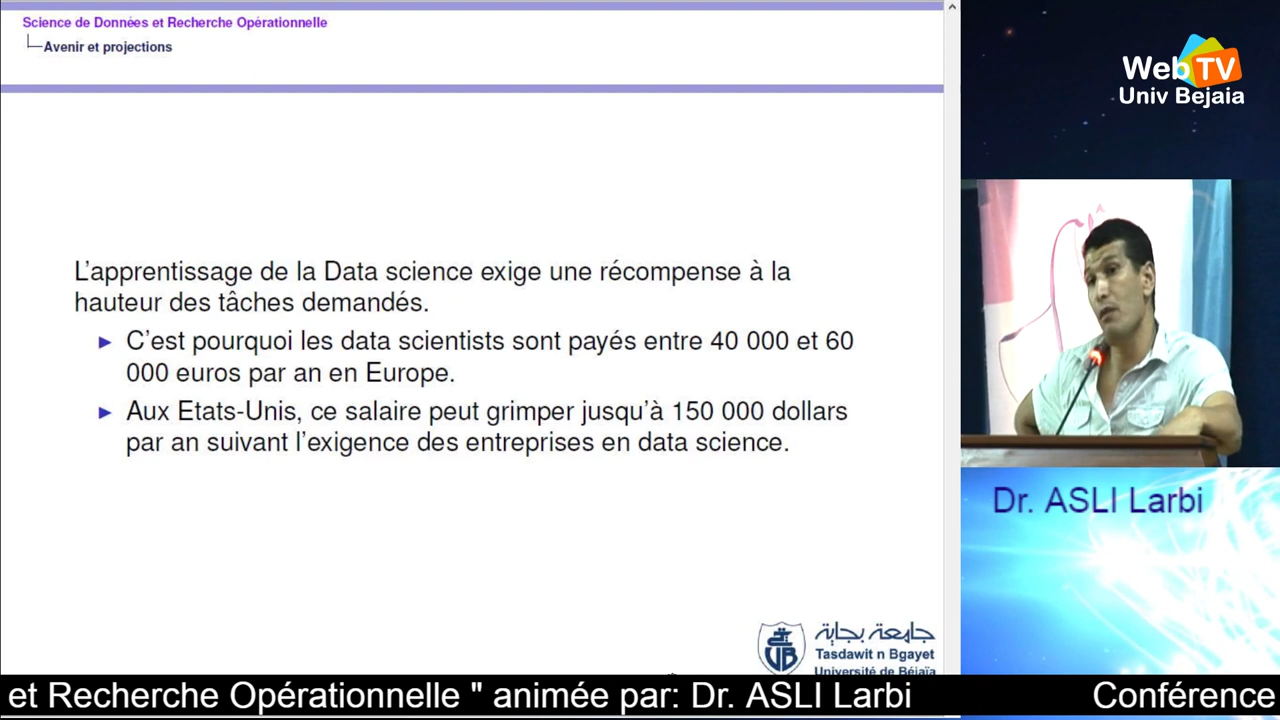 Science de Données et Recherche Opérationnelle
Avenir et projections
L'apprentissage de la Data science exige une récompense à la
hauteur des tâches demandés.
C'est pourquoi les data scientists sont payés entre 40 000 et 60
000 euros par an en Europe.
Aux Etats-Unis, ce salaire peut grimper jusqu'à 150 000 dollars
par an suivant l'exigence des entreprises en data science.
جامعة بجاية
Tasdawit n Bgayet
Université de Béjaïa
UB
Web TV
Univ Bejaia
Dr. ASLI Larbi
et Recherche Opérationnelle " animée par: Dr. ASLI Larbi
Conférence